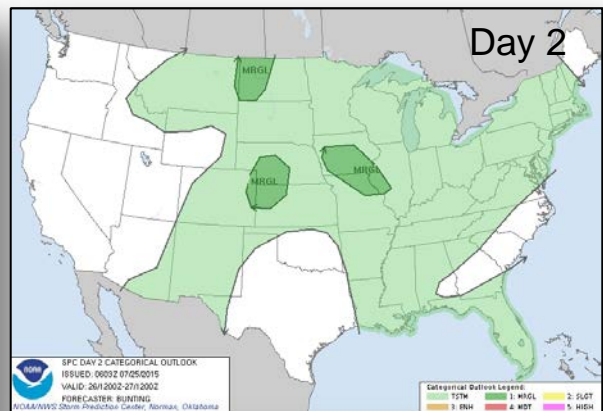 Day 2
MRGL
MRGL
MRGL
NOAA
SPC DAY 2 CATEGORICAL OUTLOOK
ISSUED: 0603Z 07/25/2015
VALID: 26/1200Z-27/1200Z
FORECASTER: BUNTING
NOAA/NWS Storm Prediction Center, Norman, Oklahoma
Categorical Outlook Legend:
TSTM 1: MRGL 2: SLGT
3: ENH 4: MDT 5: HIGH